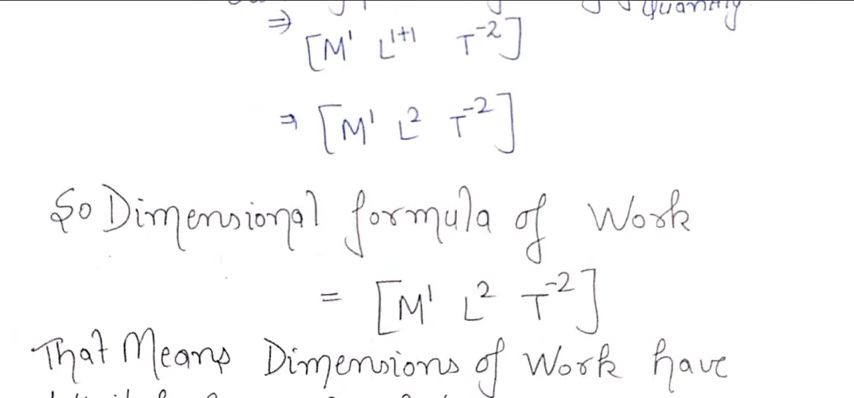 ⇒ Quantity
[M¹ L¹⁺¹ T⁻²]
⇒ [M¹ L² T⁻²]
So Dimensional formula of Work
= [M¹ L² T⁻²]
That Means Dimensions of Work have